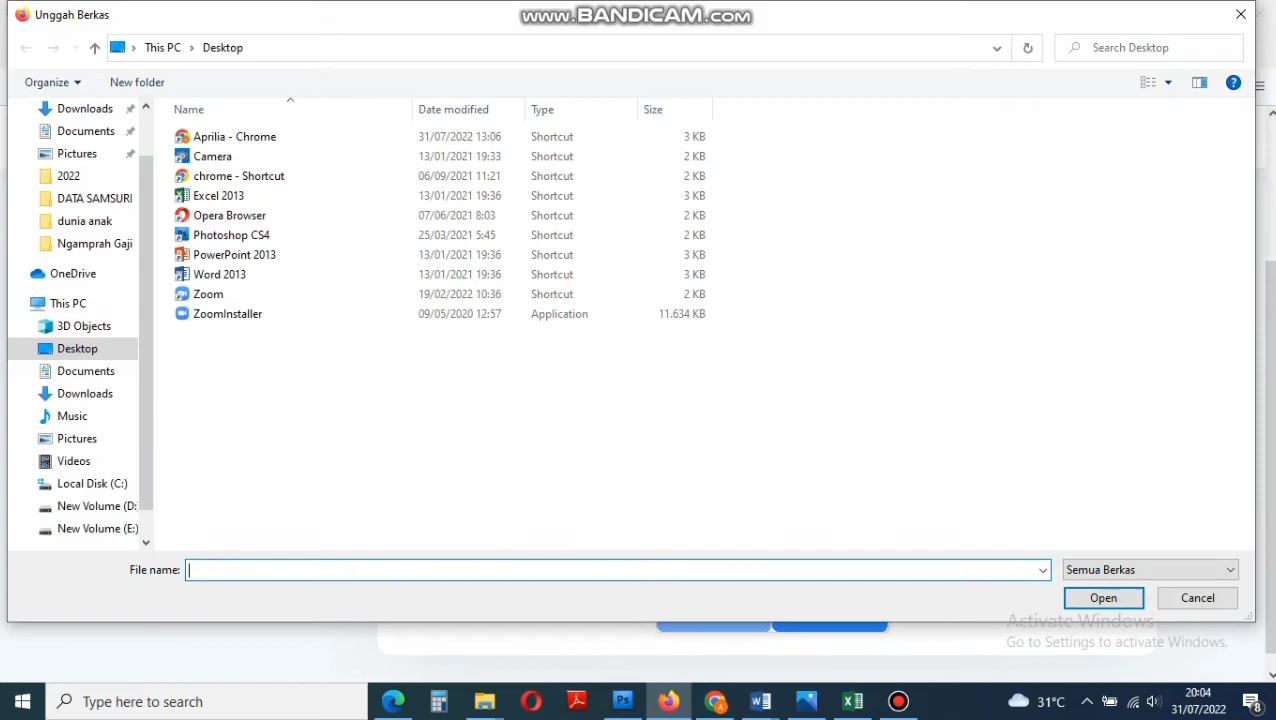 Unggah Berkas
www.BANDICAM.com
This PC
Desktop
Search Desktop
Organize
New folder
Downloads
Documents
Pictures
2022
DATA SAMSURI
dunia anak
Ngamprah Gaji
OneDrive
This PC
3D Objects
Desktop
Documents
Downloads
Music
Pictures
Videos
Local Disk (C:)
New Volume (D:
New Volume (E:)
Name Date modified Type Size
Aprilia - Chrome 31/07/2022 13:06 Shortcut 3 KB
Camera 13/01/2021 19:33 Shortcut 2 KB
chrome - Shortcut 06/09/2021 11:21 Shortcut 2 KB
Excel 2013 13/01/2021 19:36 Shortcut 3 KB
Opera Browser 07/06/2021 8:03 Shortcut 2 KB
Photoshop CS4 25/03/2021 5:45 Shortcut 2 KB
PowerPoint 2013 13/01/2021 19:36 Shortcut 3 KB
Word 2013 13/01/2021 19:36 Shortcut 3 KB
Zoom 19/02/2022 10:36 Shortcut 2 KB
ZoomInstaller 09/05/2020 12:57 Application 11.634 KB
File name:
Semua Berkas
Open
Cancel
Activate Windows
Go to Settings to activate Windows.
Type here to search
Ps
31°C
20:04
31/07/2022
8